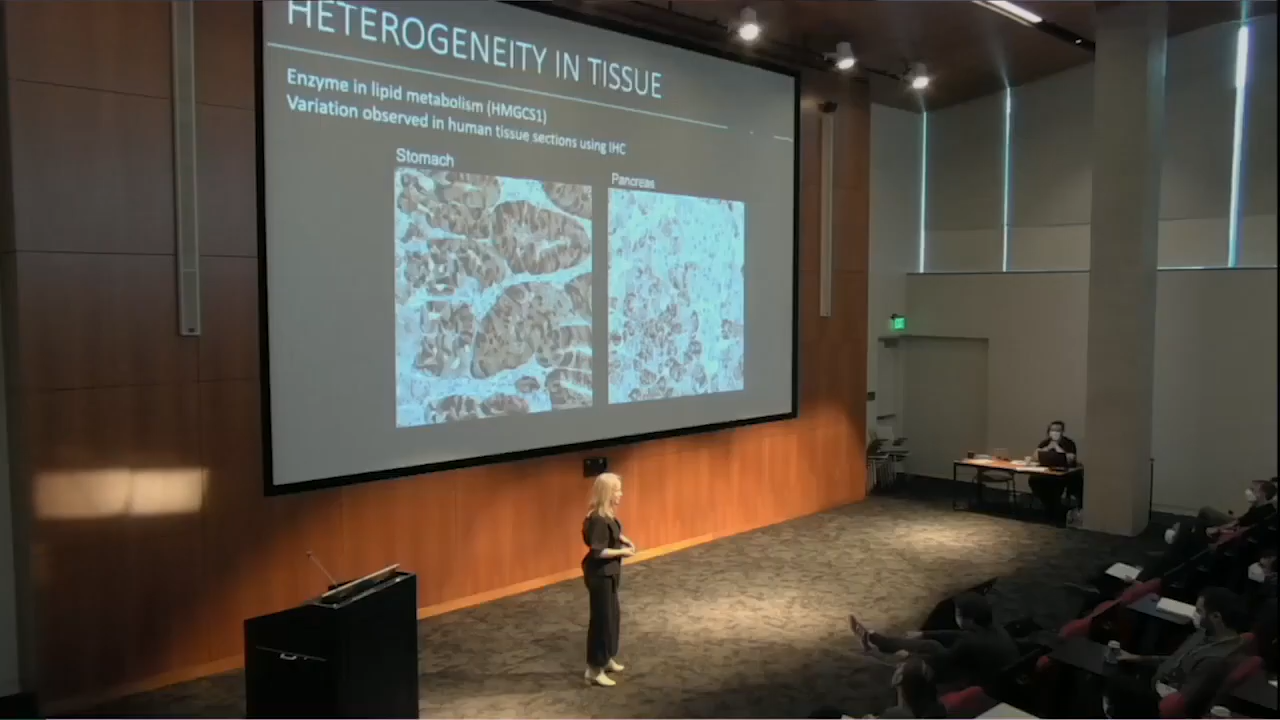 HETEROGENEITY IN TISSUE
Enzyme in lipid metabolism (HMGCS1)
Variation observed in human tissue sections using IHC
Stomach
Pancreas